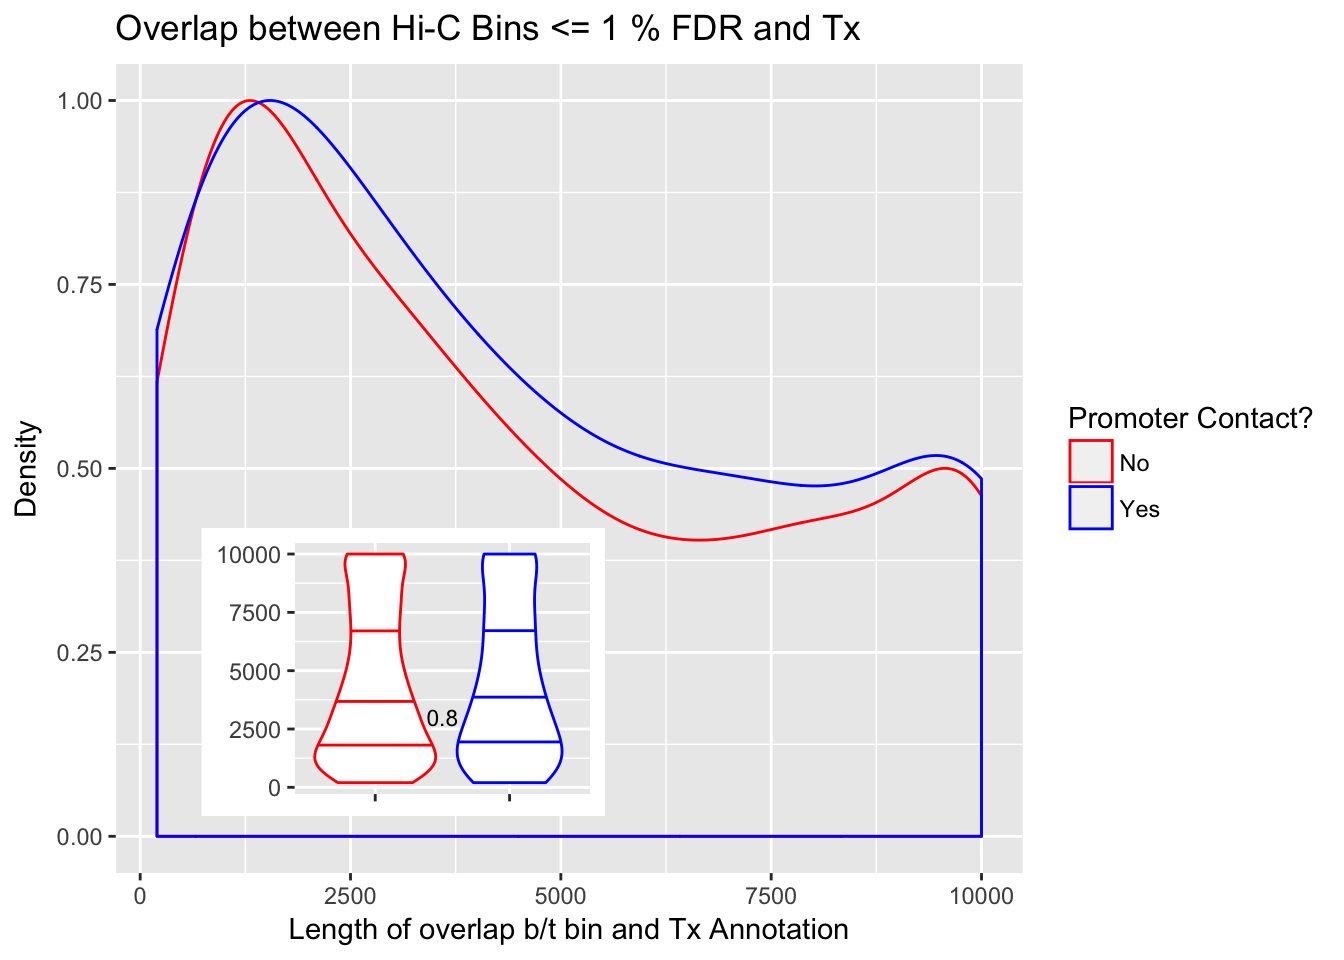 Overlap between Hi-C Bins <= 1 % FDR and Tx
1.00
0.75
0.50
0.25
0.00
Density
0
2500
5000
7500
10000
Length of overlap b/t bin and Tx Annotation
10000
7500
5000
2500
0
0.8
Promoter Contact?
No
Yes